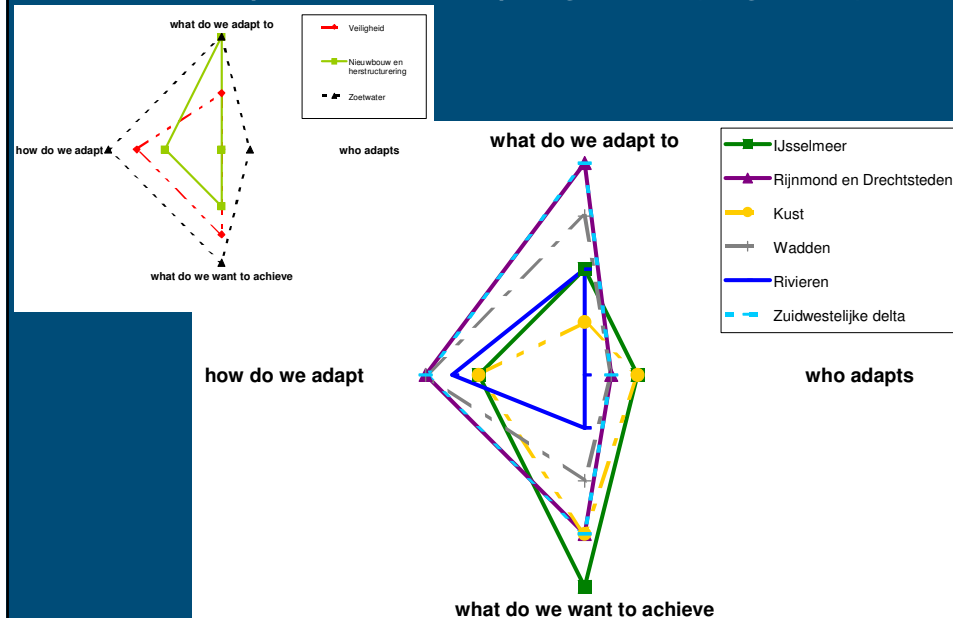 what do we adapt to
Veiligheid
Nieuwbouw en
herstructurering
Zoetwater
how do we adapt
who adapts
what do we want to achieve
what do we adapt to
IJsselmeer
Rijnmond en Drechtsteden
Kust
Wadden
Rivieren
Zuidwestelijke delta
how do we adapt
who adapts
what do we want to achieve